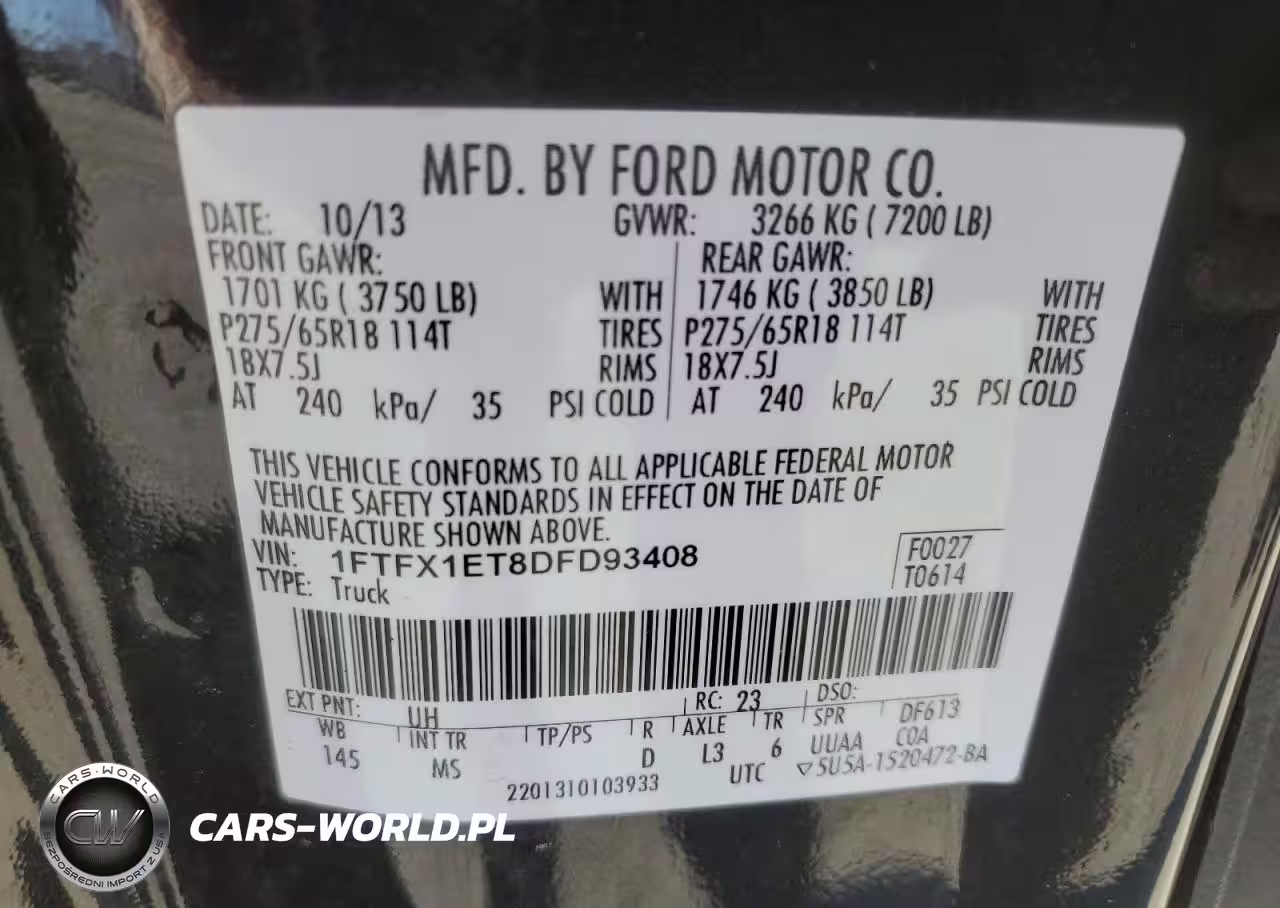 MFD. BY FORD MOTOR CO.
DATE: 10/13 GVWR: 3266 KG ( 7200 LB)
FRONT GAWR: REAR GAWR:
1701 KG ( 3750 LB) WITH 1746 KG ( 3850 LB) WITH
P275/65R18 114T TIRES P275/65R18 114T TIRES
18X7.5J RIMS 18X7.5J RIMS
AT 240 kPa/ 35 PSI COLD AT 240 kPa/ 35 PSI COLD
THIS VEHICLE CONFORMS TO ALL APPLICABLE FEDERAL MOTOR
VEHICLE SAFETY STANDARDS IN EFFECT ON THE DATE OF
MANUFACTURE SHOWN ABOVE.
VIN: 1FTFX1ET8DFD93408 F0027
TYPE: Truck T0614
EXT PNT: UH RC: 23 DSO:
WB INT TR TP/PS R AXLE TR SPR DF613
145 MS D L3 6 UUAA COA
2201310103933 UTC ▽5U5A-1520472-BA
CARS-WORLD
CW
BEZPOŚREDNI IMPORT Z USA
CARS-WORLD.PL